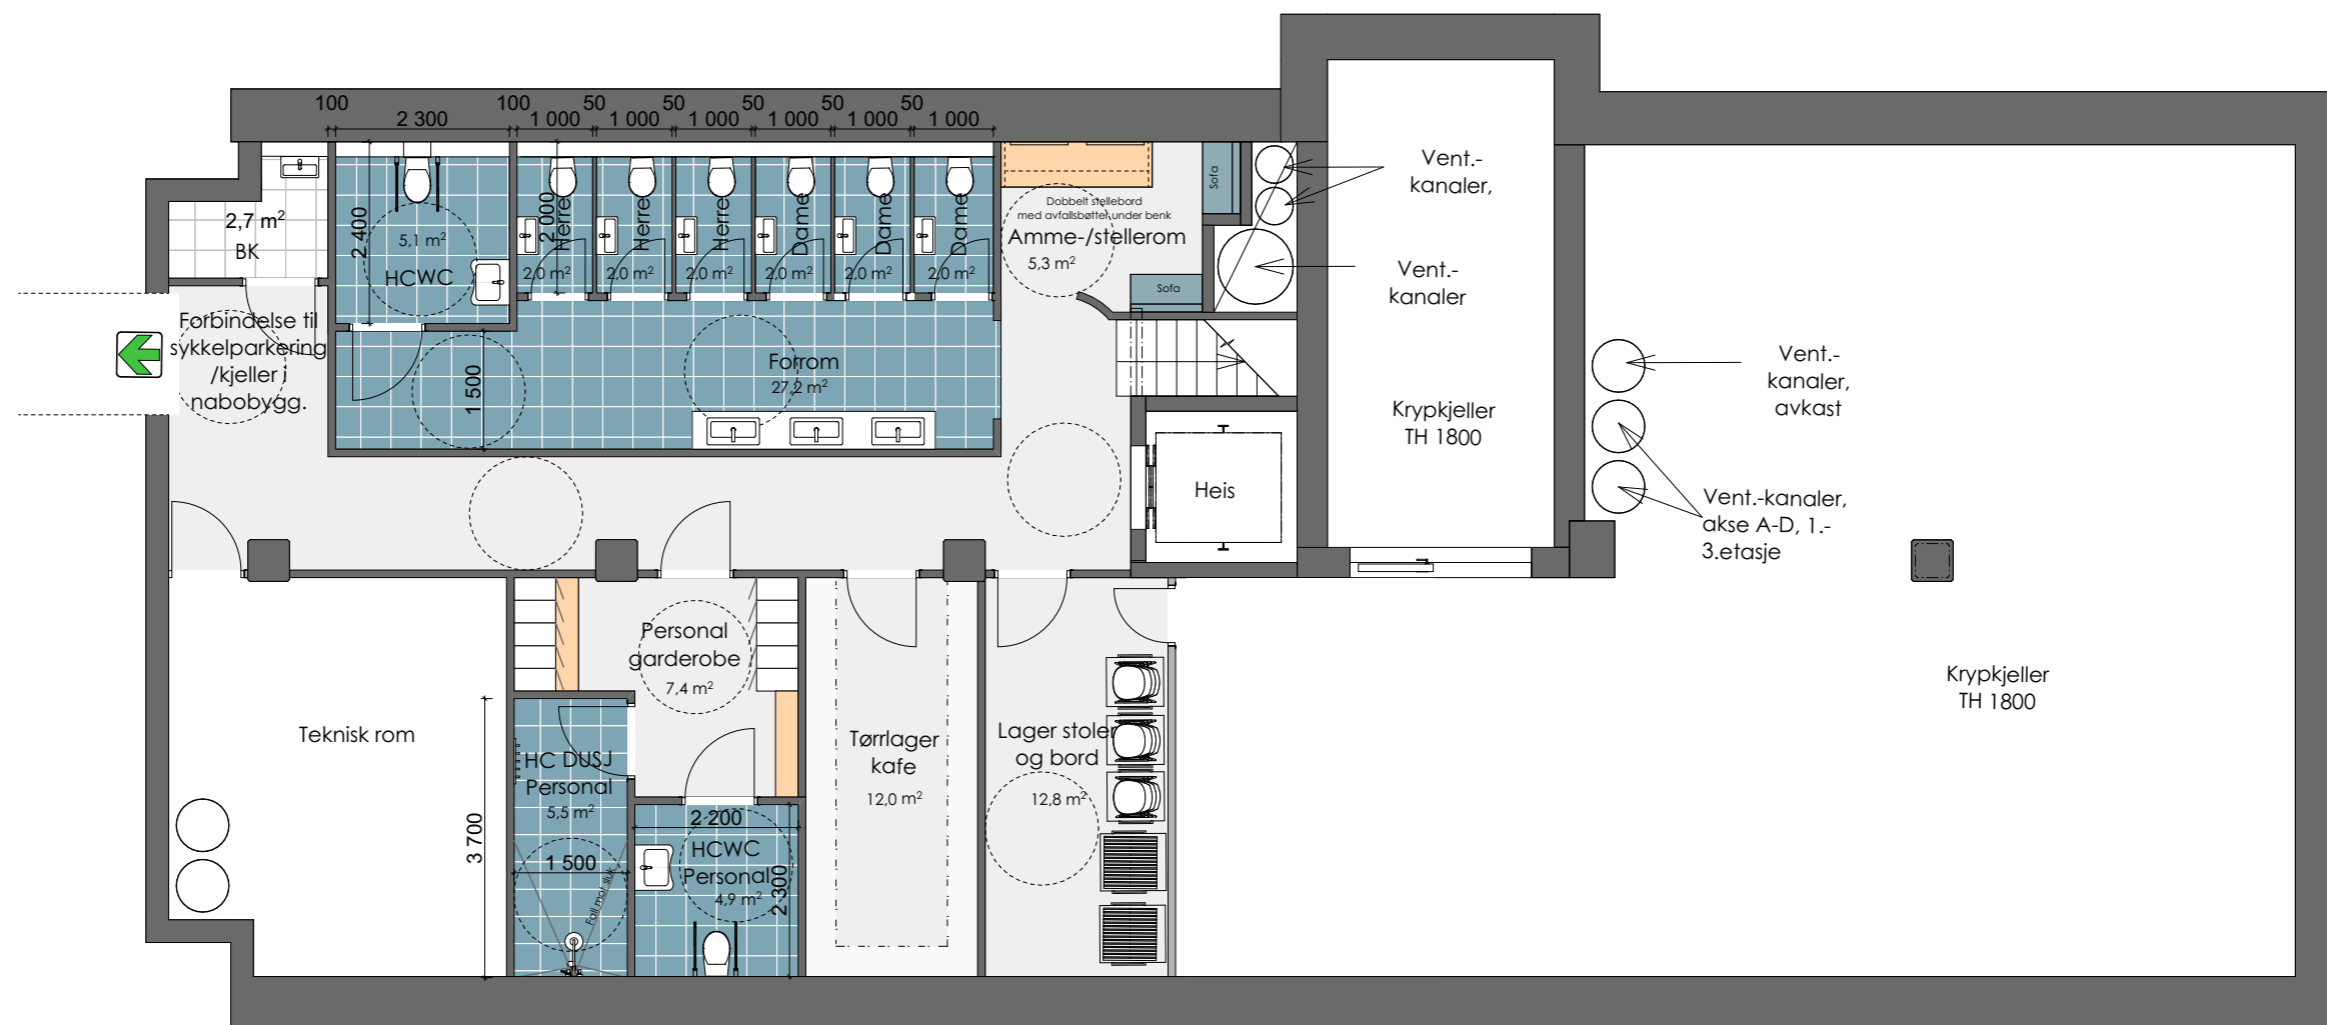 100
100
50
50
50
50
50
2 300
1 000
1 000
1 000
1 000
1 000
1 000
2,7 m²
BK
2 400
5,1 m²
HCWC
2 000
Herre
Herre
Herre
Dame
Dame
Dame
2,0 m²
2,0 m²
2,0 m²
2,0 m²
2,0 m²
2,0 m²
Dobbelt stellebord
med avfallsbøtter under benk
Amme-/stellerom
5,3 m²
Sofa
Sofa
Vent.-
kanaler,
Vent.-
kanaler
Forbindelse til
sykkelparkering
/kjeller i
nabobygg.
1 500
Forrom
27,2 m²
Heis
Krypkjeller
TH 1800
Vent.-
kanaler,
avkast
Vent.-kanaler,
akse A-D, 1.-
3.etasje
Teknisk rom
Personal
garderobe
7,4 m²
HC DUSJ
Personal
5,5 m²
3 700
1 500
Fall mot sluk
2 200
HCWC
Personal
4,9 m²
2 300
Tørrlager
kafe
12,0 m²
Lager stoler
og bord
12,8 m²
Krypkjeller
TH 1800